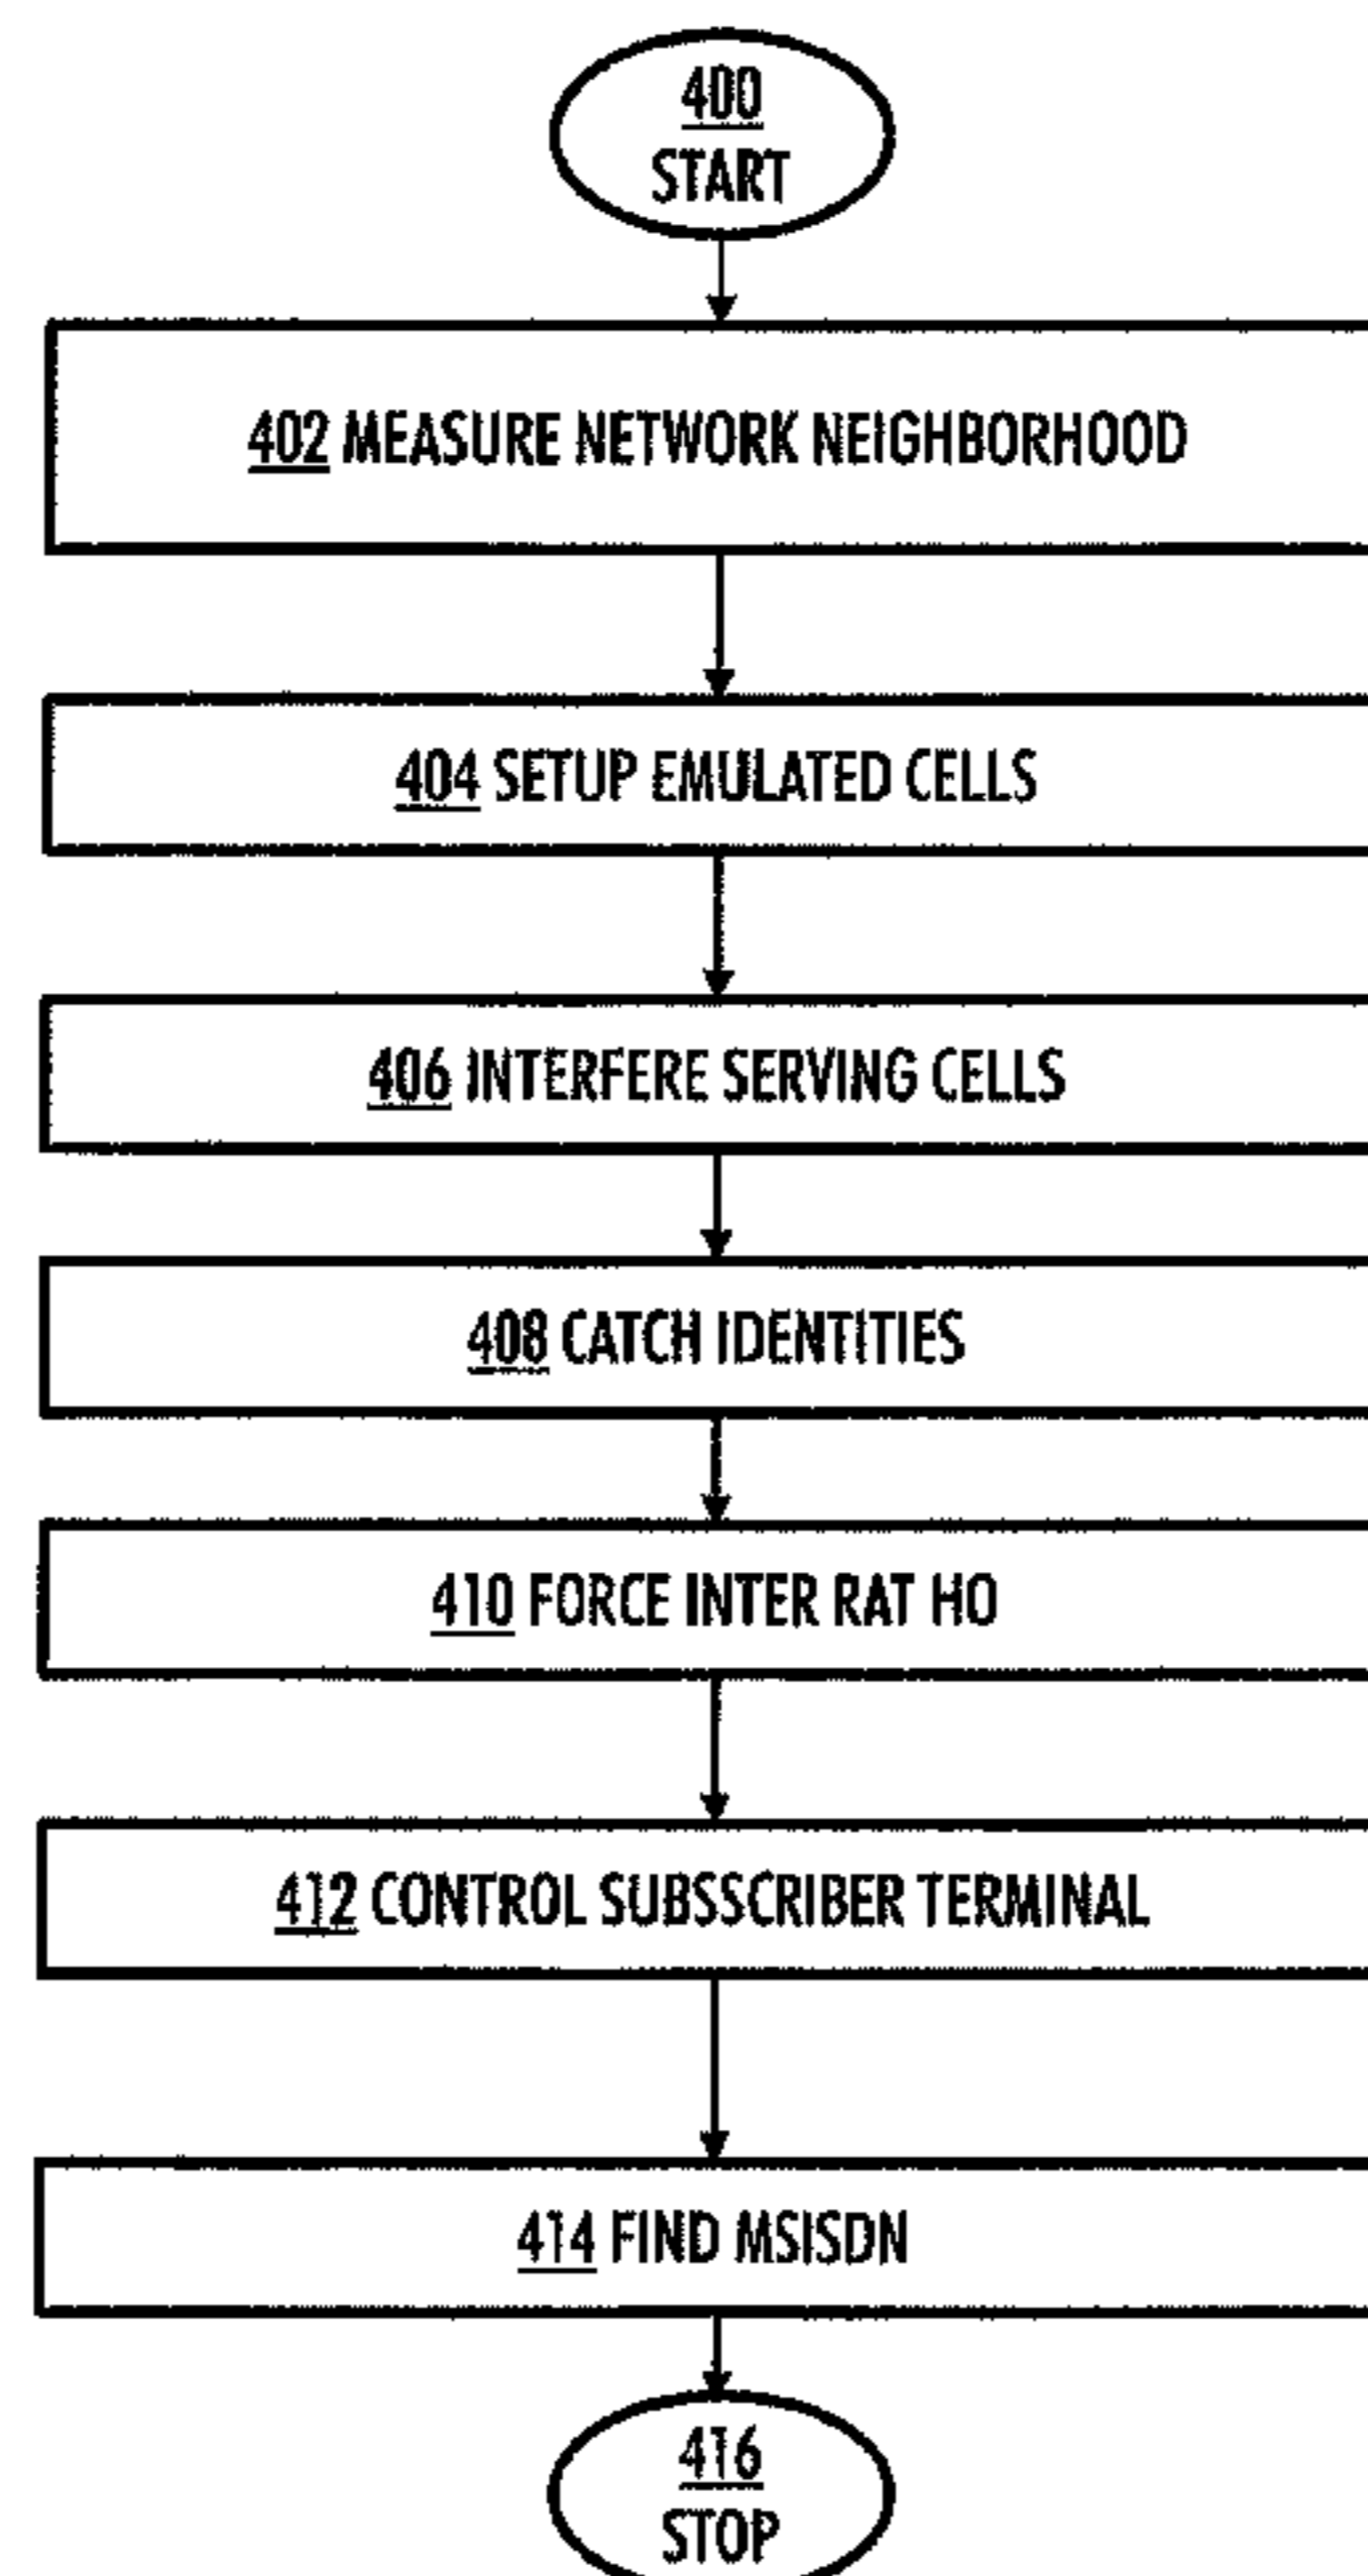 400
START
402 MEASURE NETWORK NEIGHBORHOOD
404 SETUP EMULATED CELLS
406 INTERFERE SERVING CELLS
408 CATCH IDENTITIES
410 FORCE INTER RAT HO
412 CONTROL SUBSSCRIBER TERMINAL
414 FIND MSISDN
416
STOP